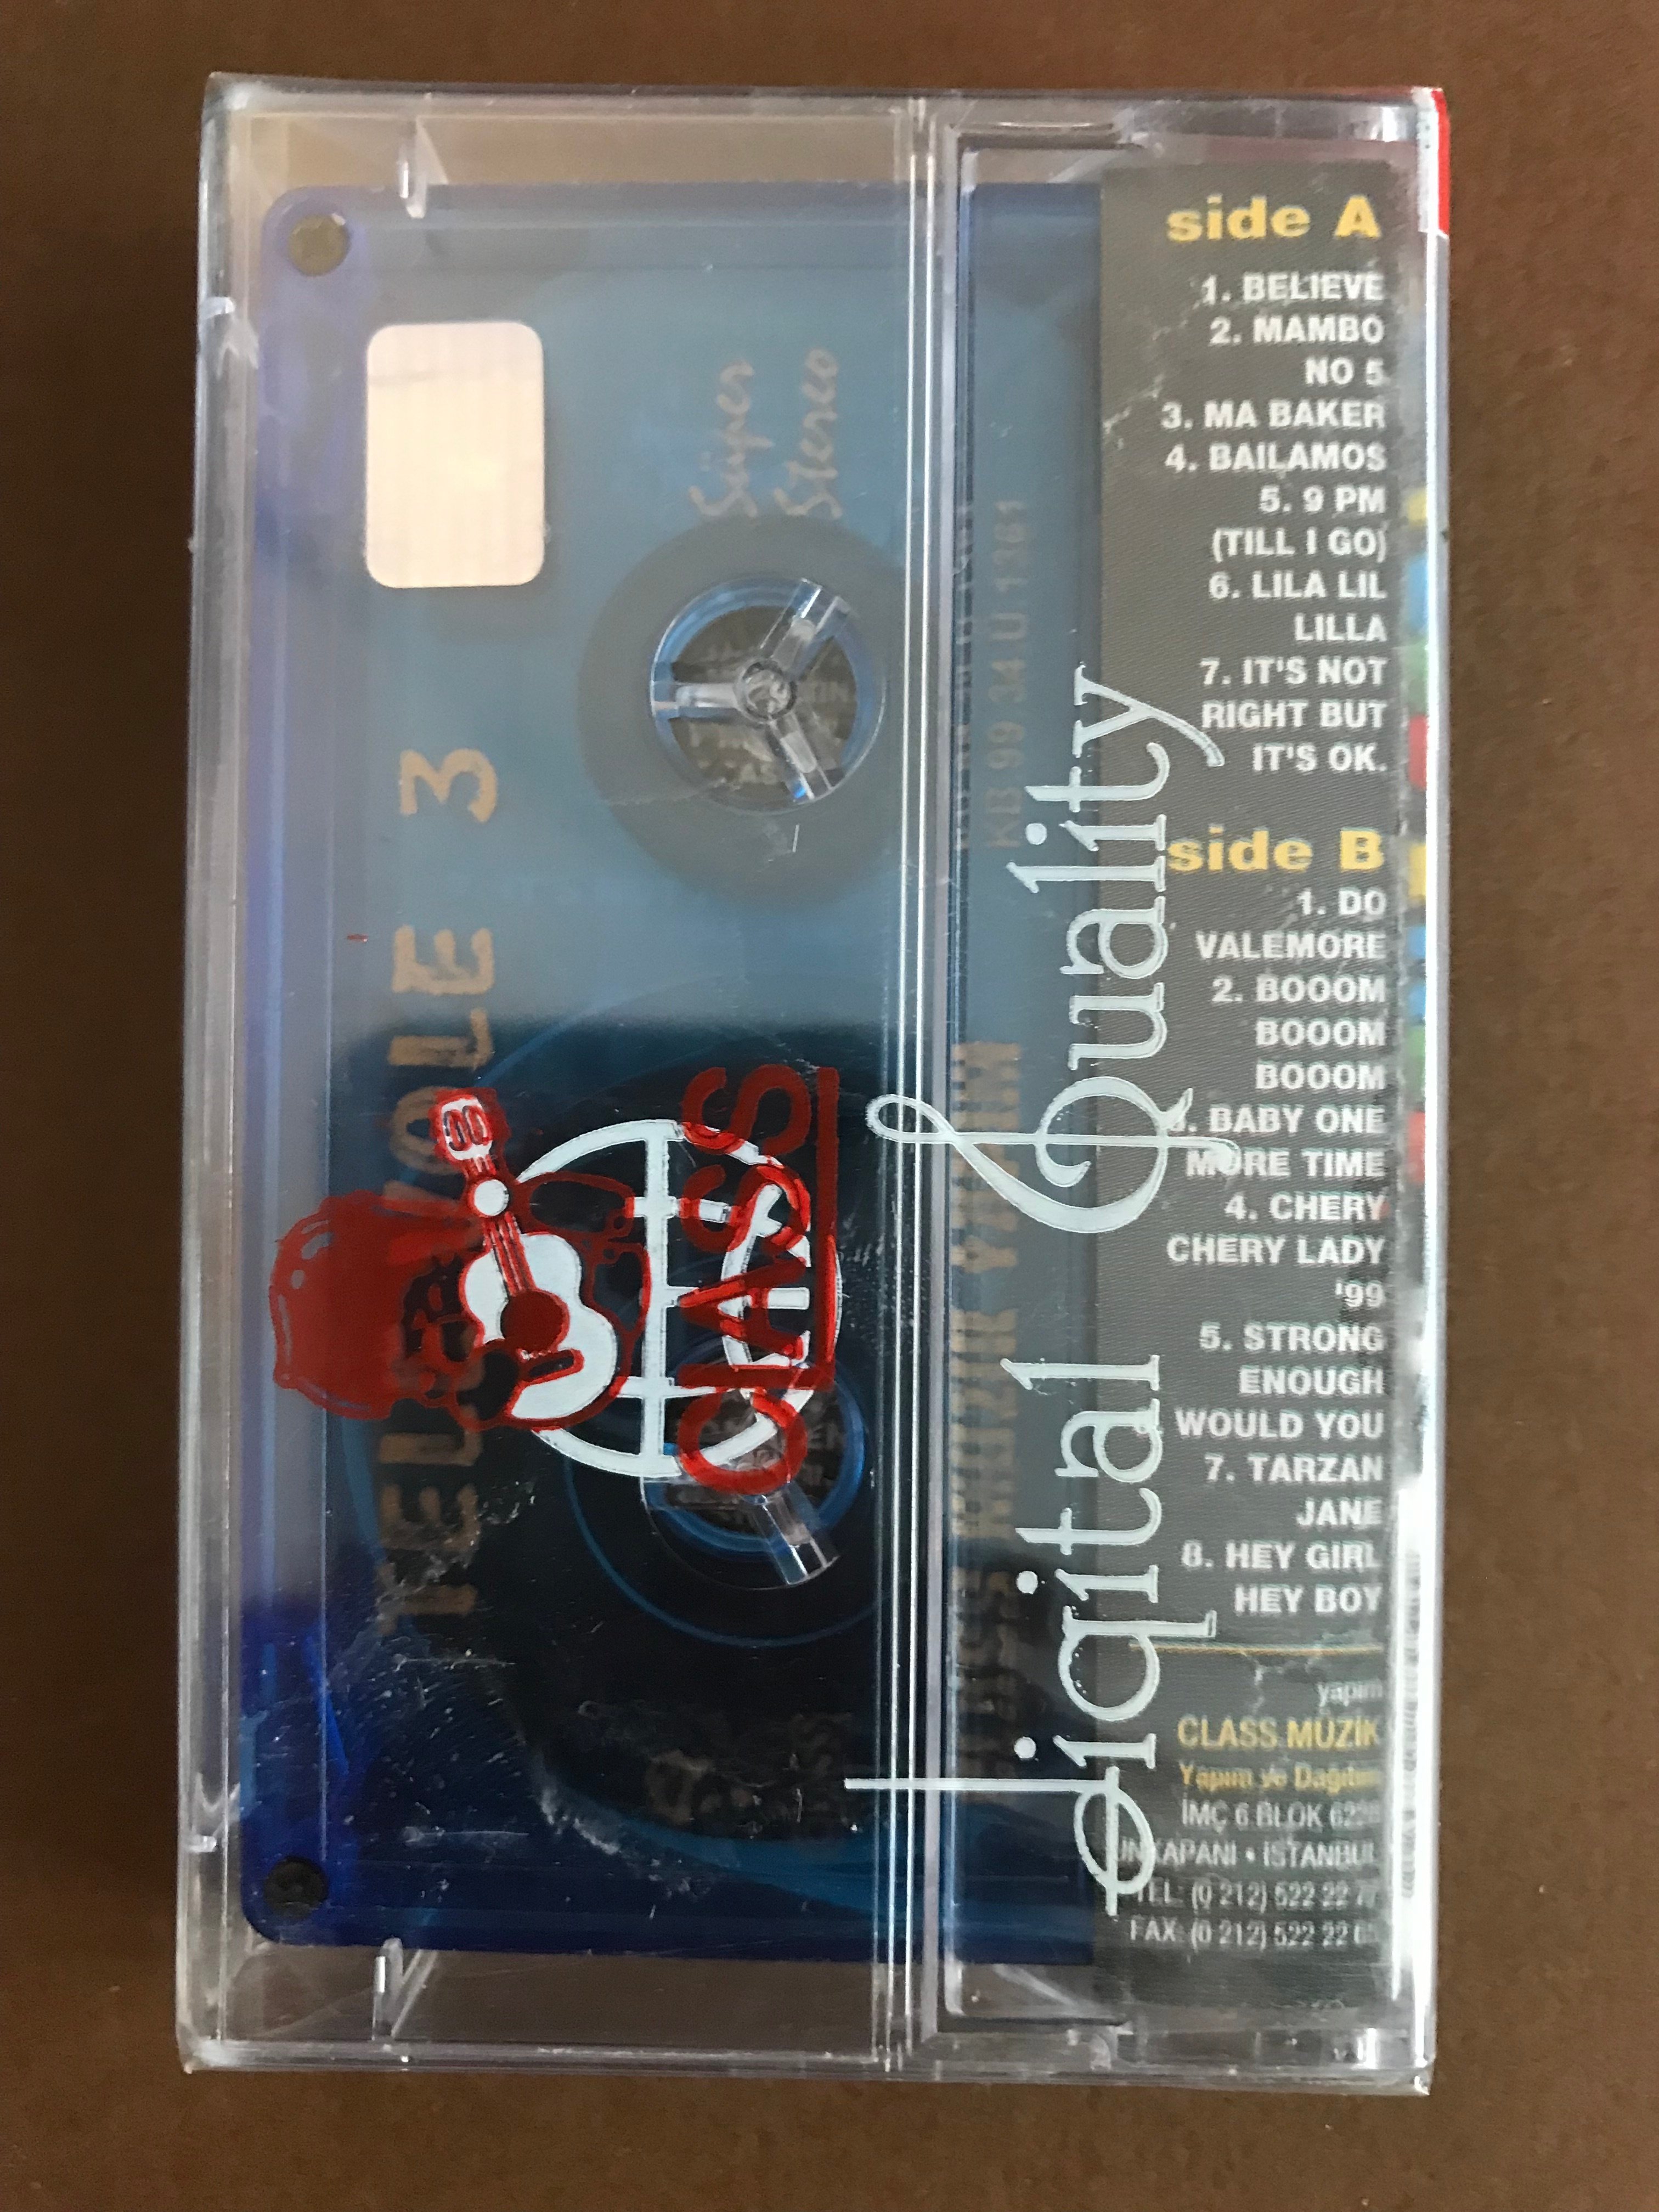 side A
1. BELIEVE
2. MAMBO
NO 5
3. MA BAKER
4. BAILAMOS
5. 9 PM
(TILL I GO)
6. LILA LIL
LILLA
7. IT'S NOT
RIGHT BUT
IT'S OK.
side B
1. DO
VALEMORE
2. BOOOM
BOOOM
BOOOM
3. BABY ONE
MORE TIME
4. CHERY
CHERY LADY
'99
5. STRONG
ENOUGH
WOULD YOU
7. TARZAN
JANE
8. HEY GIRL
HEY BOY
yapım
CLASS MÜZİK
Yapım ve Dağıtım
İMÇ 6 BLOK
UNKAPANI • İSTANBUL
TEL: (0 212) 522 22
FAX: (0 212) 522 22
Digital Quality
CLASS
TELEVOLE 3
Süper
Stereo
KB 99 34 U 1361